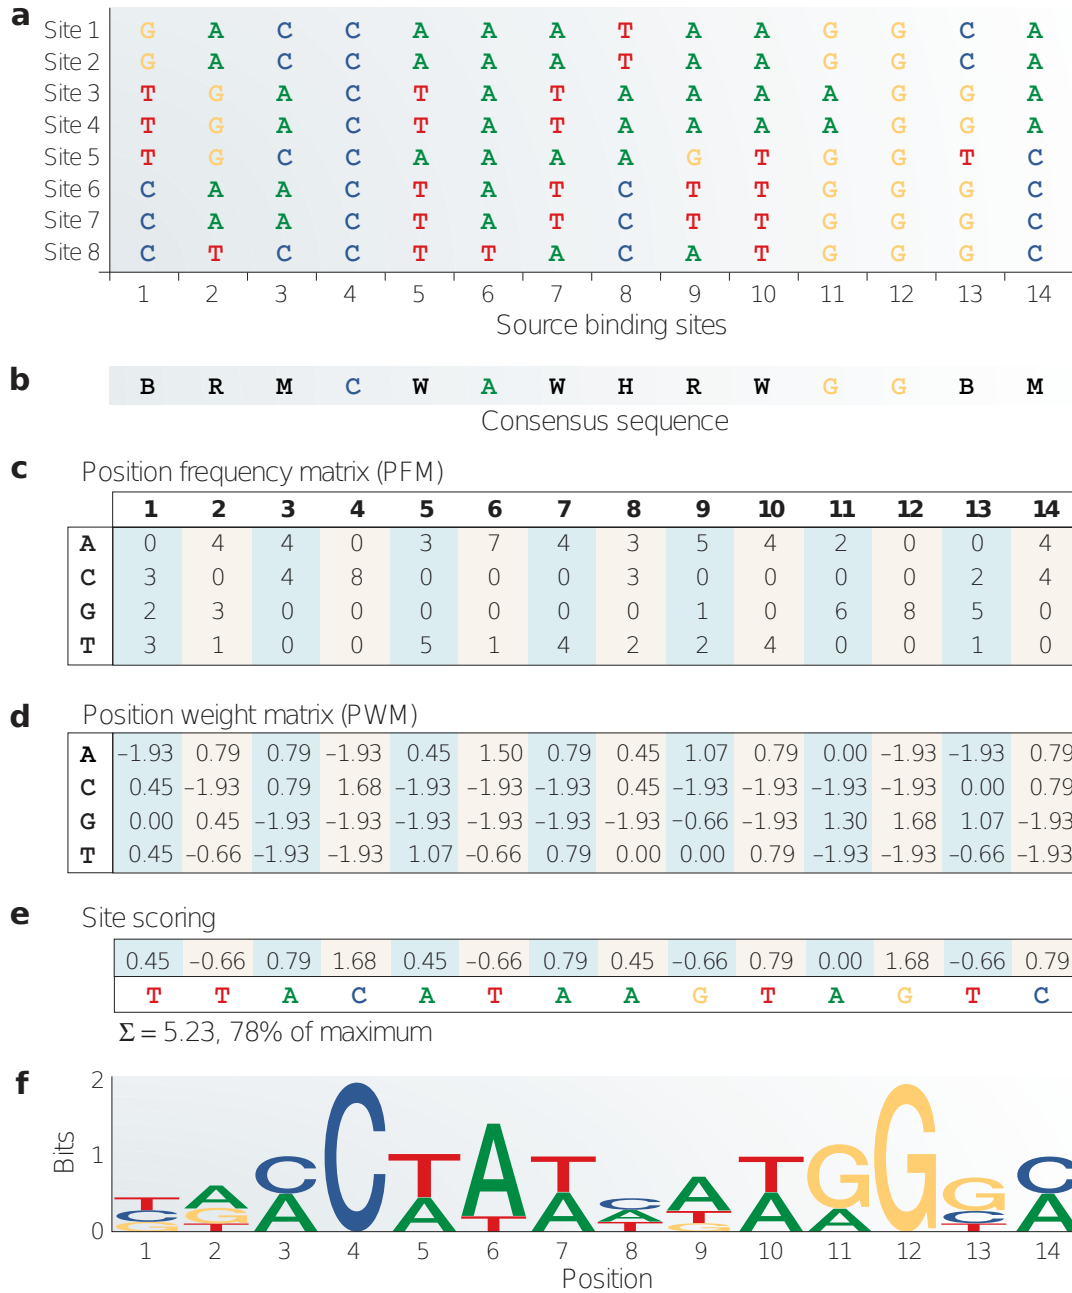 a
Site 1 G A C C A A A T A A G G C A
Site 2 G A C C A A A T A A G G C A
Site 3 T G A C T A T A A A A G G A
Site 4 T G A C T A T A A A A G G A
Site 5 T G C C A A A A G T G G T C
Site 6 C A A C T A T C T T G G G C
Site 7 C A A C T A T C T T G G G C
Site 8 C T C C T T A C A T G G G C
1 2 3 4 5 6 7 8 9 10 11 12 13 14
Source binding sites
b
B R M C W A W H R W G G B M
Consensus sequence
c
Position frequency matrix (PFM)
1 2 3 4 5 6 7 8 9 10 11 12 13 14
A 0 4 4 0 3 7 4 3 5 4 2 0 0 4
C 3 0 4 8 0 0 0 3 0 0 0 0 2 4
G 2 3 0 0 0 0 0 0 1 0 6 8 5 0
T 3 1 0 0 5 1 4 2 2 4 0 0 1 0
d
Position weight matrix (PWM)
A –1.93 0.79 0.79 –1.93 0.45 1.50 0.79 0.45 1.07 0.79 0.00 –1.93 –1.93 0.79
C 0.45 –1.93 0.79 1.68 –1.93 –1.93 –1.93 0.45 –1.93 –1.93 –1.93 –1.93 0.00 0.79
G 0.00 0.45 –1.93 –1.93 –1.93 –1.93 –1.93 –1.93 –0.66 –1.93 1.30 1.68 1.07 –1.93
T 0.45 –0.66 –1.93 –1.93 1.07 –0.66 0.79 0.00 0.00 0.79 –1.93 –1.93 –0.66 –1.93
e
Site scoring
0.45 –0.66 0.79 1.68 0.45 –0.66 0.79 0.45 –0.66 0.79 0.00 1.68 –0.66 0.79
T T A C A T A A G T A G T C
Σ = 5.23, 78% of maximum
f
2
1
0
Bits
T A C C T A T C A T G G G C
C G A A T A A T A A C A
G T T G T
1 2 3 4 5 6 7 8 9 10 11 12 13 14
Position